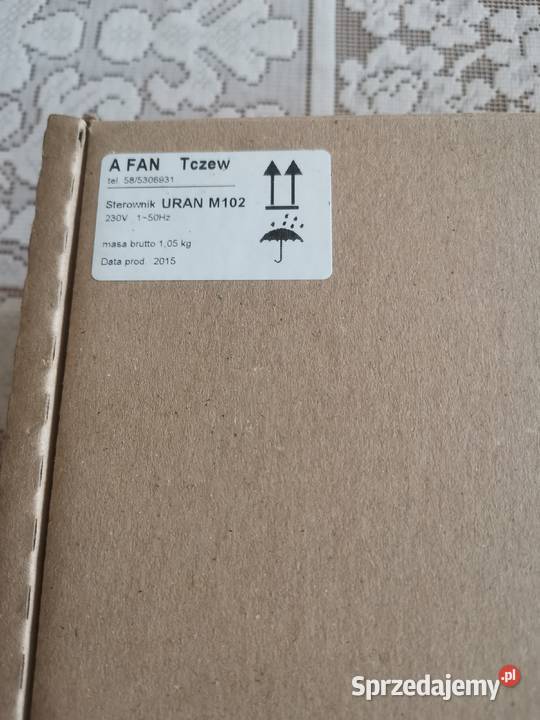 A FAN Tczew
tel. 58/5306931
Sterownik URAN M102
230V 1~50Hz
masa brutto 1,05 kg
Data prod. 2015
Sprzedajemy.pl